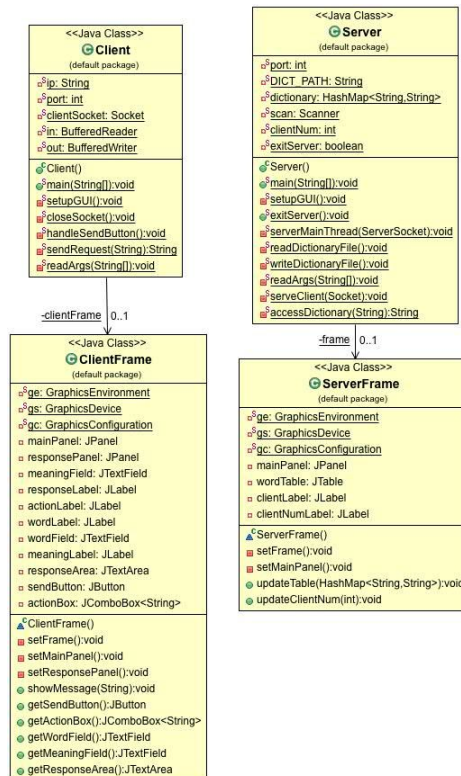 <<Java Class>>
Client
(default package)
ip: String
port: int
clientSocket: Socket
in: BufferedReader
out: BufferedWriter
Client()
main(String[]):void
setupGUI():void
closeSocket():void
handleSendButton():void
sendRequest(String):String
readArgs(String[]):void
-clientFrame 0..1
<<Java Class>>
ClientFrame
(default package)
ge: GraphicsEnvironment
gs: GraphicsDevice
gc: GraphicsConfiguration
mainPanel: JPanel
responsePanel: JPanel
meaningField: JTextField
responseLabel: JLabel
actionLabel: JLabel
wordLabel: JLabel
wordField: JTextField
meaningLabel: JLabel
responseArea: JTextArea
sendButton: JButton
actionBox: JComboBox<String>
ClientFrame()
setFrame():void
setMainPanel():void
setResponsePanel():void
showMessage(String):void
getSendButton():JButton
getActionBox():JComboBox<String>
getWordField():JTextField
getMeaningField():JTextField
getResponseArea():JTextArea
<<Java Class>>
Server
(default package)
port: int
DICT_PATH: String
dictionary: HashMap<String,String>
scan: Scanner
clientNum: int
exitServer: boolean
Server()
main(String[]):void
setupGUI():void
exitServer():void
serverMainThread(ServerSocket):void
readDictionaryFile():void
writeDictionaryFile():void
readArgs(String[]):void
serveClient(Socket):void
accessDictionary(String):String
-frame 0..1
<<Java Class>>
ServerFrame
(default package)
ge: GraphicsEnvironment
gs: GraphicsDevice
gc: GraphicsConfiguration
mainPanel: JPanel
wordTable: JTable
clientLabel: JLabel
clientNumLabel: JLabel
ServerFrame()
setFrame():void
setMainPanel():void
updateTable(HashMap<String,String>):void
updateClientNum(int):void